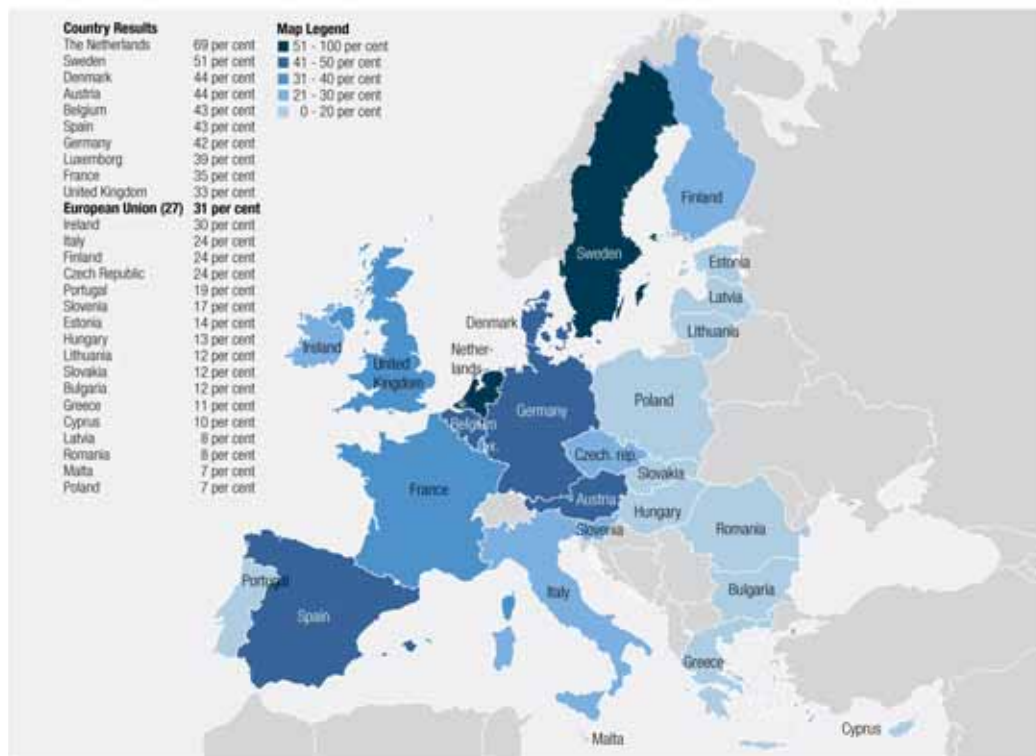 Country Results
The Netherlands 69 per cent
Sweden 51 per cent
Denmark 44 per cent
Austria 44 per cent
Belgium 43 per cent
Spain 43 per cent
Germany 42 per cent
Luxemborg 39 per cent
France 35 per cent
United Kingdom 33 per cent
European Union (27) 31 per cent
Ireland 30 per cent
Italy 24 per cent
Finland 24 per cent
Czech Republic 24 per cent
Portugal 19 per cent
Slovenia 17 per cent
Estonia 14 per cent
Hungary 13 per cent
Lithuania 12 per cent
Slovakia 12 per cent
Bulgaria 12 per cent
Greece 11 per cent
Cyprus 10 per cent
Latvia 8 per cent
Romania 8 per cent
Malta 7 per cent
Poland 7 per cent
Map Legend
51 - 100 per cent
41 - 50 per cent
31 - 40 per cent
21 - 30 per cent
0 - 20 per cent
Finland
Sweden
Estonia
Latvia
Lithuania
Denmark
Ireland
United
Kingdom
Nether-
lands
Belgium
Germany
Poland
Czech. rep.
Slovakia
France
Austria
Hungary
Slovenia
Romania
Portugal
Spain
Italy
Bulgaria
Greece
Malta
Cyprus